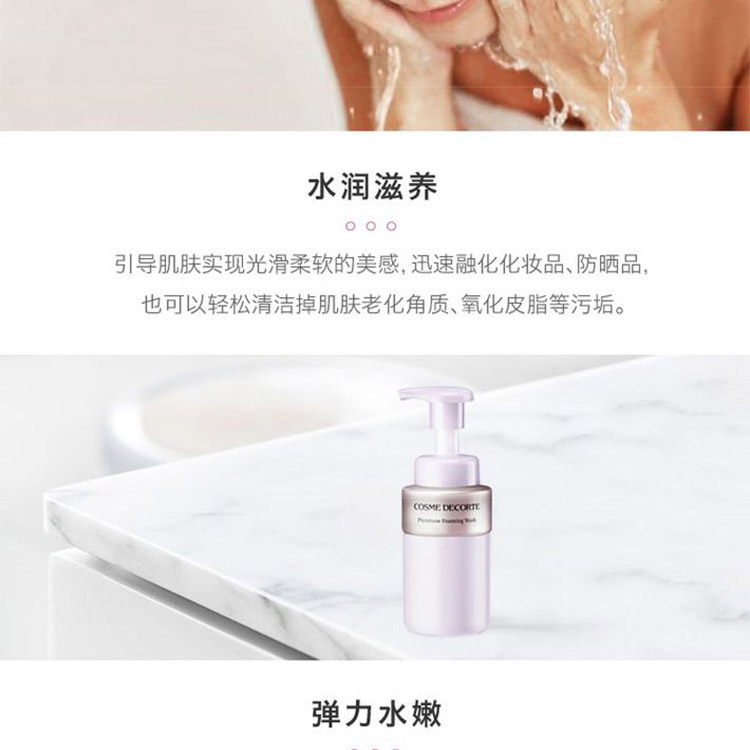 水润滋养
引导肌肤实现光滑柔软的美感，迅速融化化妆品、防晒品，
也可以轻松清洁掉肌肤老化角质、氧化皮脂等污垢。
COSME DECORTE
Phytotune Foaming Wash
弹力水嫩